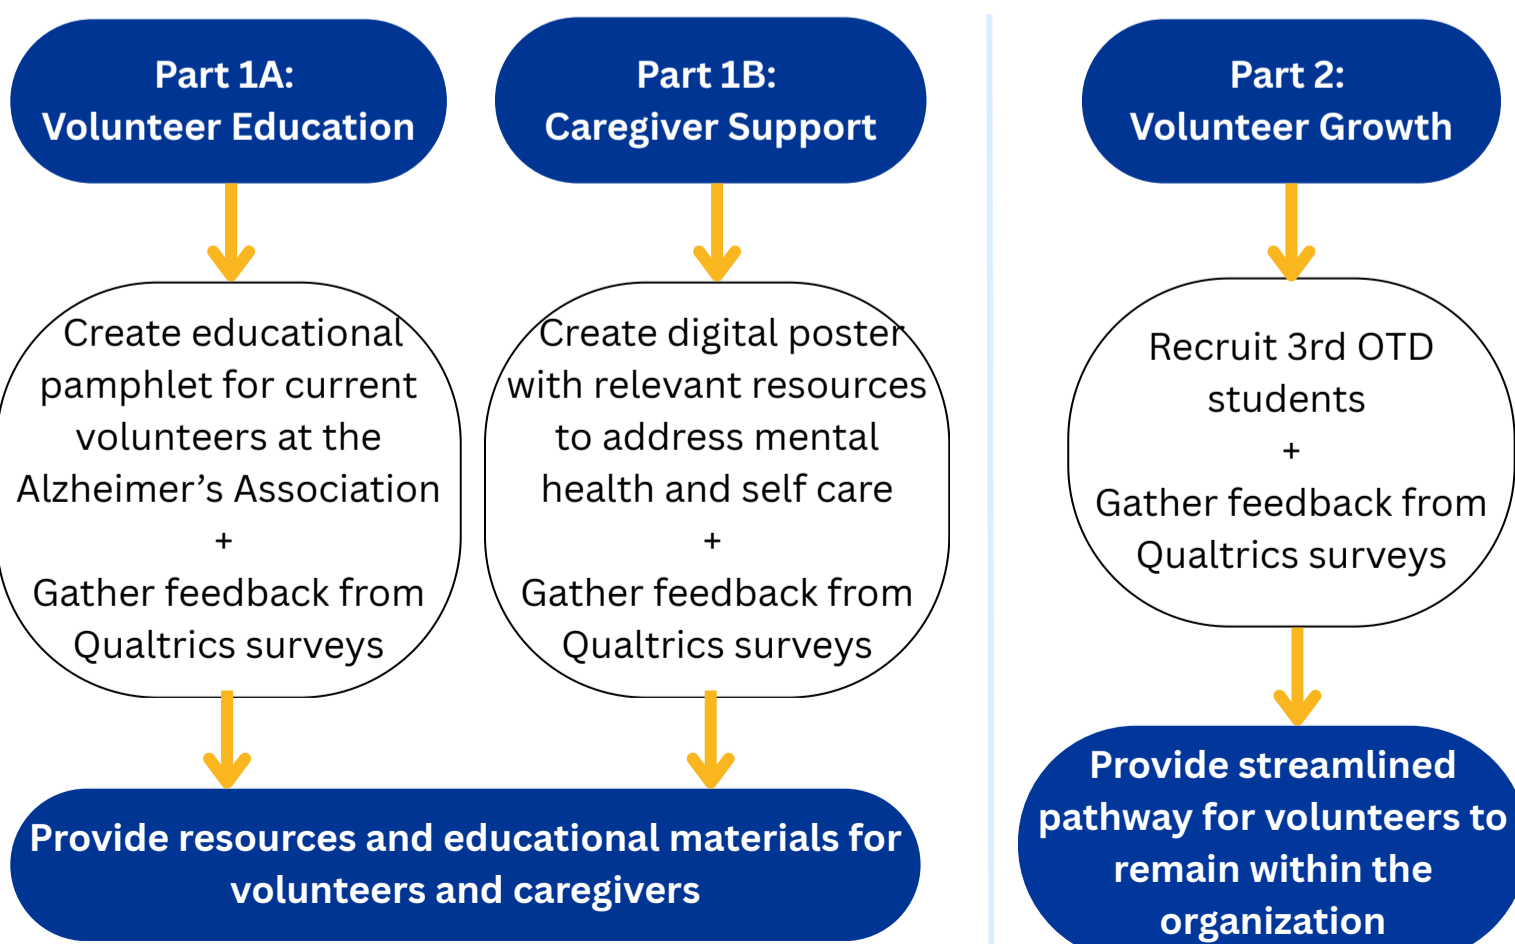 Part 1A:
Volunteer Education
Create educational
pamphlet for current
volunteers at the
Alzheimer’s Association
+
Gather feedback from
Qualtrics surveys
Part 1B:
Caregiver Support
Create digital poster
with relevant resources
to address mental
health and self care
+
Gather feedback from
Qualtrics surveys
Provide resources and educational materials for
volunteers and caregivers
Part 2:
Volunteer Growth
Recruit 3rd OTD
students
+
Gather feedback from
Qualtrics surveys
Provide streamlined
pathway for volunteers to
remain within the
organization